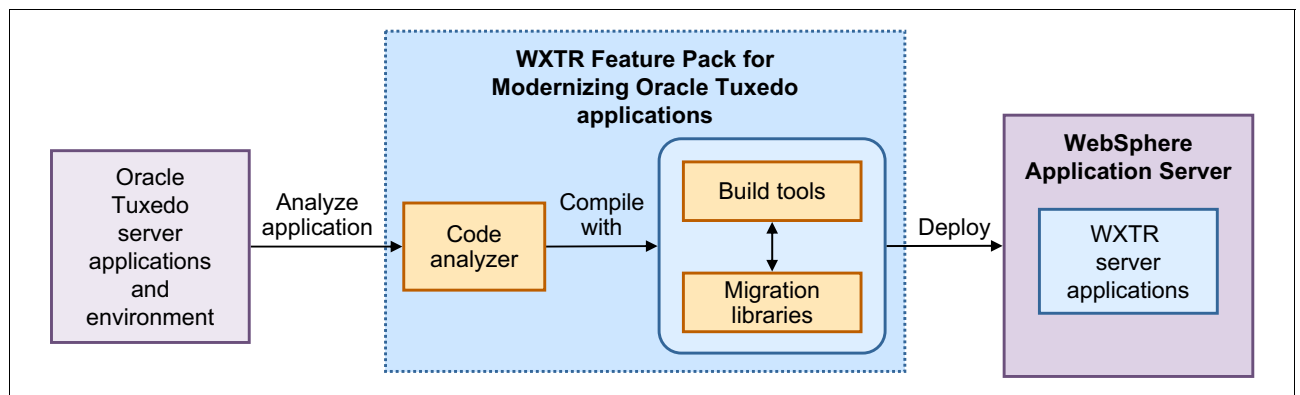 WXTR Feature Pack for
Modernizing Oracle Tuxedo
applications
Oracle
Tuxedo
server
applications
and
environment
Analyze
application
Code
analyzer
Compile
with
Build tools
Migration
libraries
Deploy
WebSphere
Application Server
WXTR
server
applications